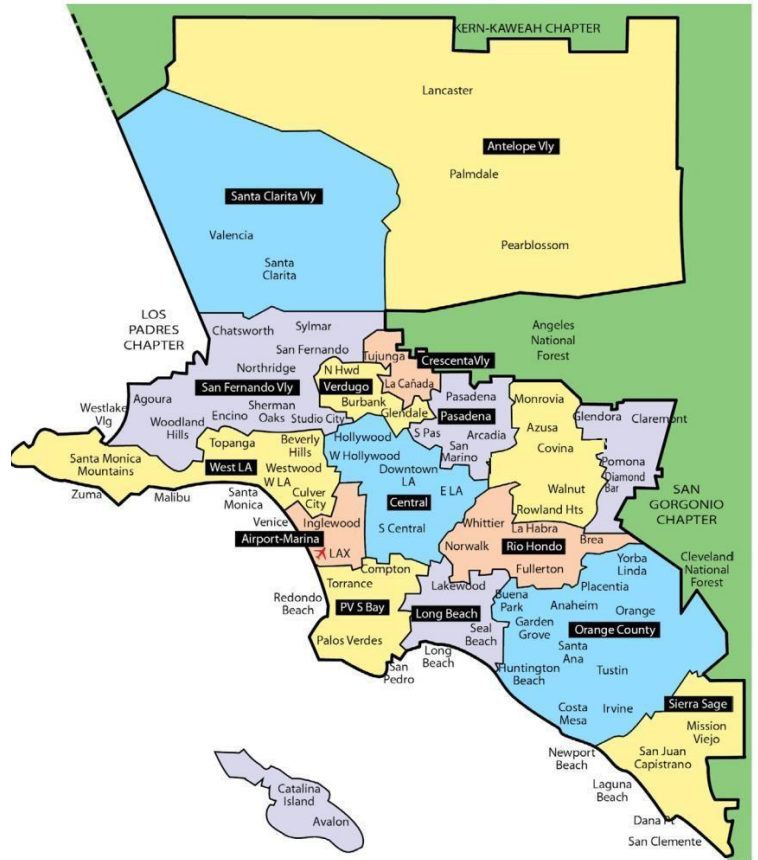 KERN-KAWEAH CHAPTER
Lancaster
Antelope Vly
Palmdale
Santa Clarita Vly
Valencia
Pearblossom
Santa
Clarita
LOS
PADRES
CHAPTER
Chatsworth
Sylmar
Angeles
National
Forest
San Fernando
Tujunga
CrescentaVly
Northridge
N Hwd
La Cañada
San Fernando Vly
Verdugo
Pasadena
Monrovia
Agoura
Burbank
Westlake
Vlg
Encino
Sherman
Oaks
Studio City
Glendale
Pasadena
Glendora
Claremont
Woodland
Hills
Azusa
Topanga
Beverly
Hills
Hollywood
S Pas
Arcadia
San
Marino
Covina
Santa Monica
Mountains
West LA
Westwood
W LA
W Hollywood
Downtown
LA
E LA
Pomona
Diamond
Bar
Zuma
Malibu
Santa
Monica
Culver
City
Central
Walnut
Rowland Hts
SAN
GORGONIO
CHAPTER
Venice
Inglewood
S Central
Whittier
La Habra
Airport-Marina
Norwalk
Rio Hondo
Brea
LAX
Compton
Fullerton
Yorba
Linda
Cleveland
National
Forest
Torrance
Lakewood
Placentia
Redondo
Beach
PV S Bay
Long Beach
Buena
Park
Anaheim
Orange
Garden
Grove
Orange County
Palos Verdes
Seal
Beach
Santa
Ana
San
Pedro
Long
Beach
Huntington
Beach
Tustin
Costa
Mesa
Irvine
Sierra Sage
Mission
Viejo
Newport
Beach
San Juan
Capistrano
Laguna
Beach
Catalina
Island
Avalon
Dana Pt
San Clemente